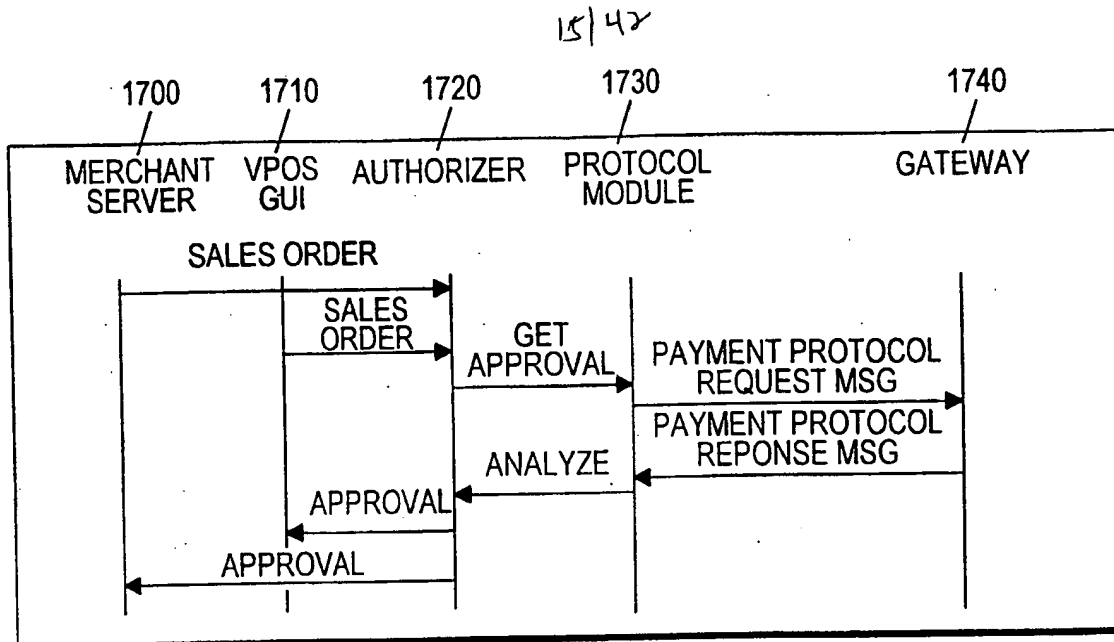 15/42
1700 1710 1720 1730 1740
MERCHANT SERVER
VPOS GUI
AUTHORIZER
PROTOCOL MODULE
GATEWAY
SALES ORDER
SALES ORDER
GET APPROVAL
PAYMENT PROTOCOL REQUEST MSG
PAYMENT PROTOCOL REPONSE MSG
ANALYZE
APPROVAL
APPROVAL